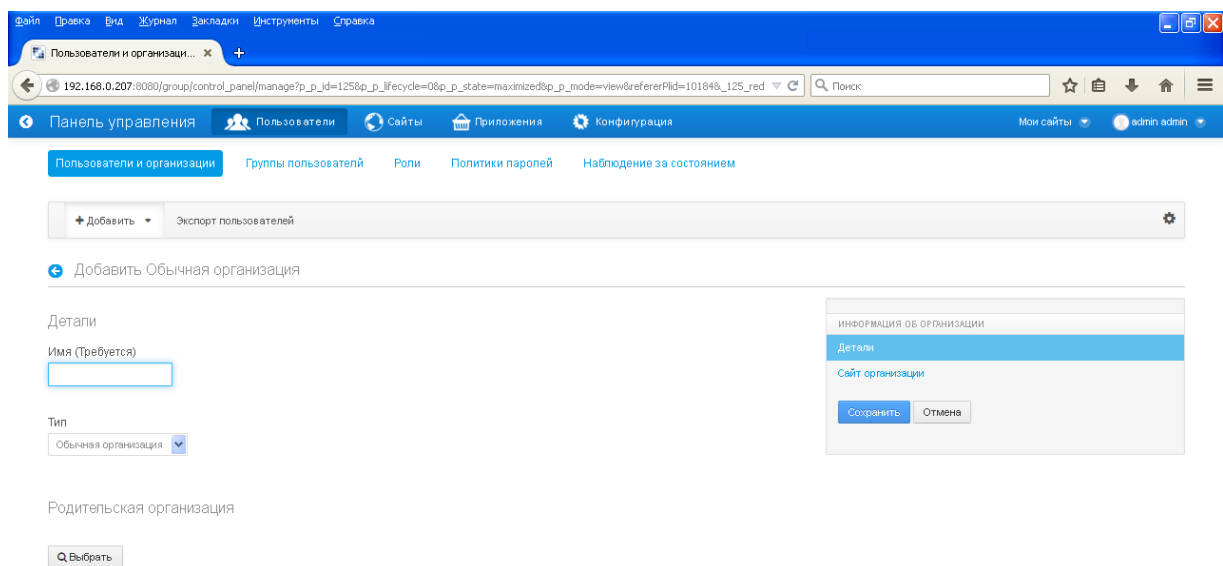 Файл Правка Вид Журнал Закладки Инструменты Справка
Пользователи и организаци...
192.168.0.207:8080/group/control_panel/manage?p_p_id=125&p_p_lifecycle=0&p_p_state=maximized&p_p_mode=view&refererPlid=10184&_125_red Поиск
Панель управления Пользователи Сайты Приложения Конфигурация Мои сайты admin admin
Пользователи и организации Группы пользователй Роли Политики паролей Наблюдение за состоянием
Добавить Экспорт пользователей
Добавить Обычная организация
Детали
Имя (Требуется)
Тип
Обычная организация
Родительская организация
Выбрать
ИНФОРМАЦИЯ ОБ ОРГАНИЗАЦИИ
Детали
Сайт организации
Сохранить Отмена